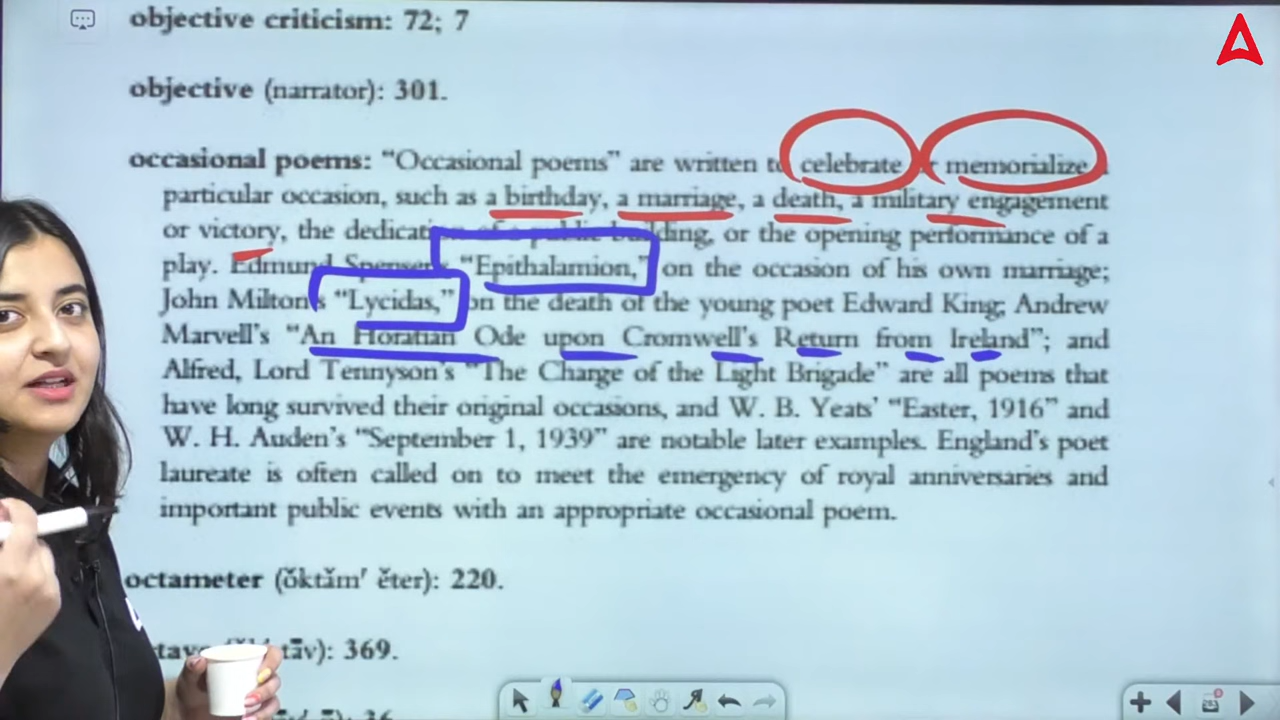 objective criticism: 72; 7
objective (narrator): 301.
occasional poems: “Occasional poems” are written to celebrate or memorialize
particular occasion, such as a birthday, a marriage, a death, a military engagement
or victory, the dedication of a public building, or the opening performance of a
play. Edmund Spenser's “Epithalamion,” on the occasion of his own marriage;
John Milton's “Lycidas,” on the death of the young poet Edward King; Andrew
Marvell's “An Horatian Ode upon Cromwell's Return from Ireland”; and
Alfred, Lord Tennyson's “The Charge of the Light Brigade” are all poems that
have long survived their original occasions, and W. B. Yeats’ “Easter, 1916” and
W. H. Auden's “September 1, 1939” are notable later examples. England's poet
laureate is often called on to meet the emergency of royal anniversaries and
important public events with an appropriate occasional poem.
octameter (ŏktăm′ ĕter): 220.
tāv): 369.